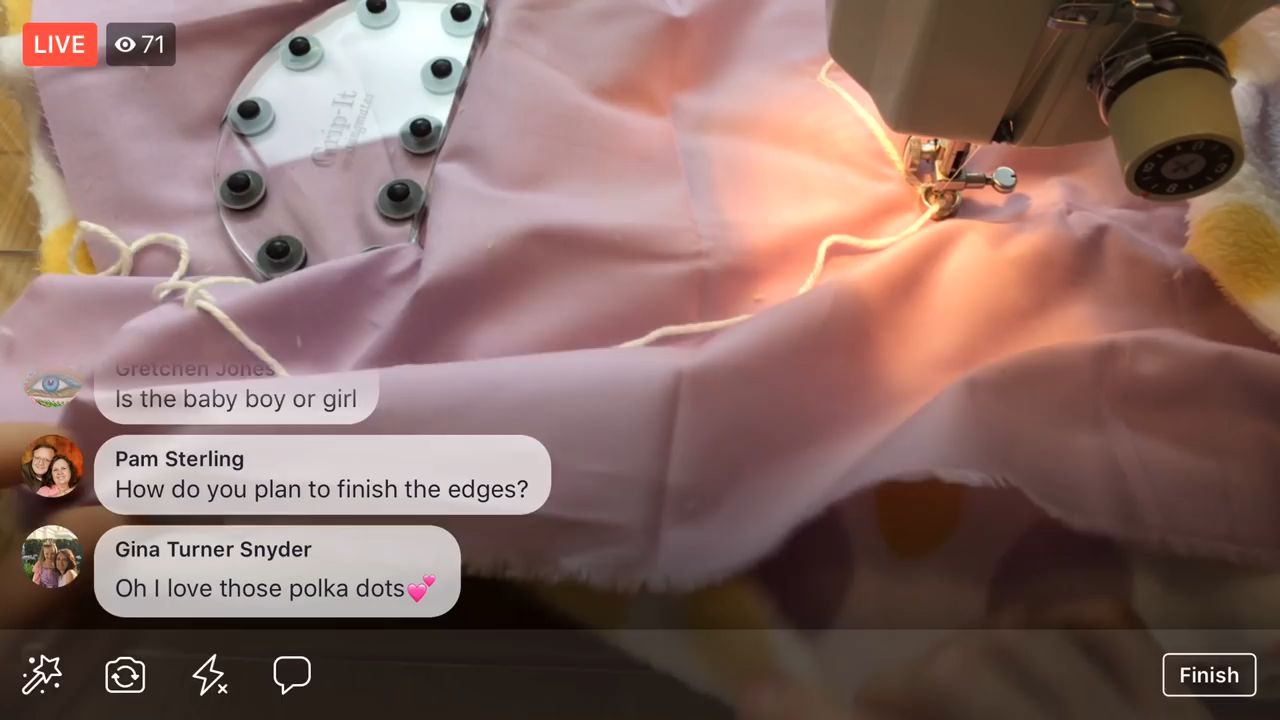 LIVE 71
Grip-It
Gretchen Jones
Is the baby boy or girl
Pam Sterling
How do you plan to finish the edges?
Gina Turner Snyder
Oh I love those polka dots💕
Finish